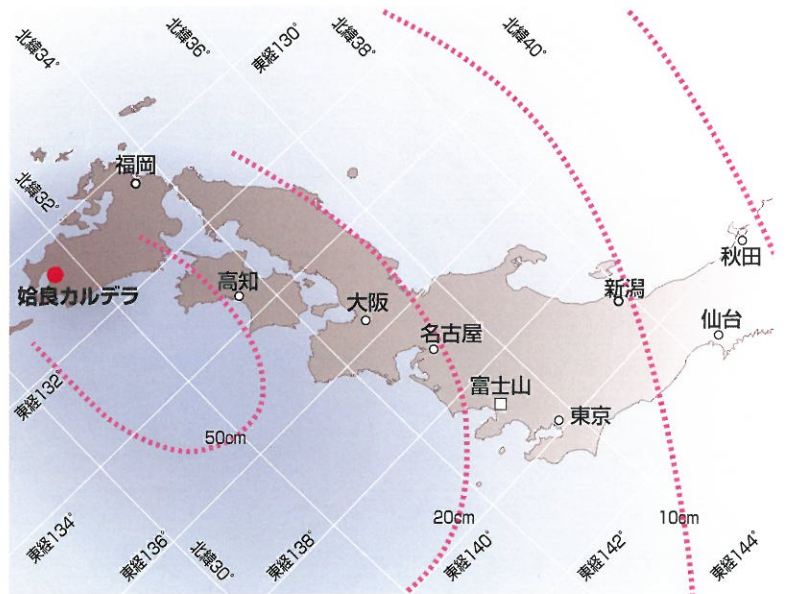 北緯34°
北緯36°
東経130°
北緯38°
北緯40°
福岡
北緯32°
姶良カルデラ
高知
大阪
新潟
秋田
仙台
名古屋
富士山
東京
東経132°
50cm
20cm
10cm
東経134°
東経136°
北緯30°
東経138°
東経140°
東経142°
東経144°